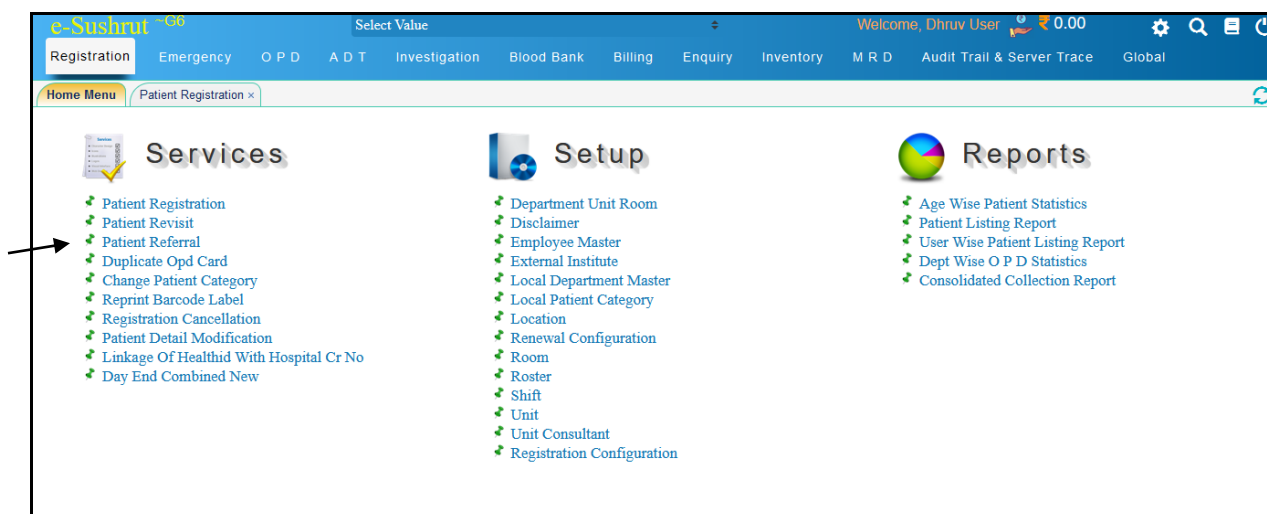 e-Sushrut ~G6 Select Value Welcome, Dhruv User ₹ 0.00
Registration Emergency O P D A D T Investigation Blood Bank Billing Enquiry Inventory M R D Audit Trail & Server Trace Global
Home Menu Patient Registration ×
Services
Patient Registration
Patient Revisit
Patient Referral
Duplicate Opd Card
Change Patient Category
Reprint Barcode Label
Registration Cancellation
Patient Detail Modification
Linkage Of Healthid With Hospital Cr No
Day End Combined New
Setup
Department Unit Room
Disclaimer
Employee Master
External Institute
Local Department Master
Local Patient Category
Location
Renewal Configuration
Room
Roster
Shift
Unit
Unit Consultant
Registration Configuration
Reports
Age Wise Patient Statistics
Patient Listing Report
User Wise Patient Listing Report
Dept Wise O P D Statistics
Consolidated Collection Report